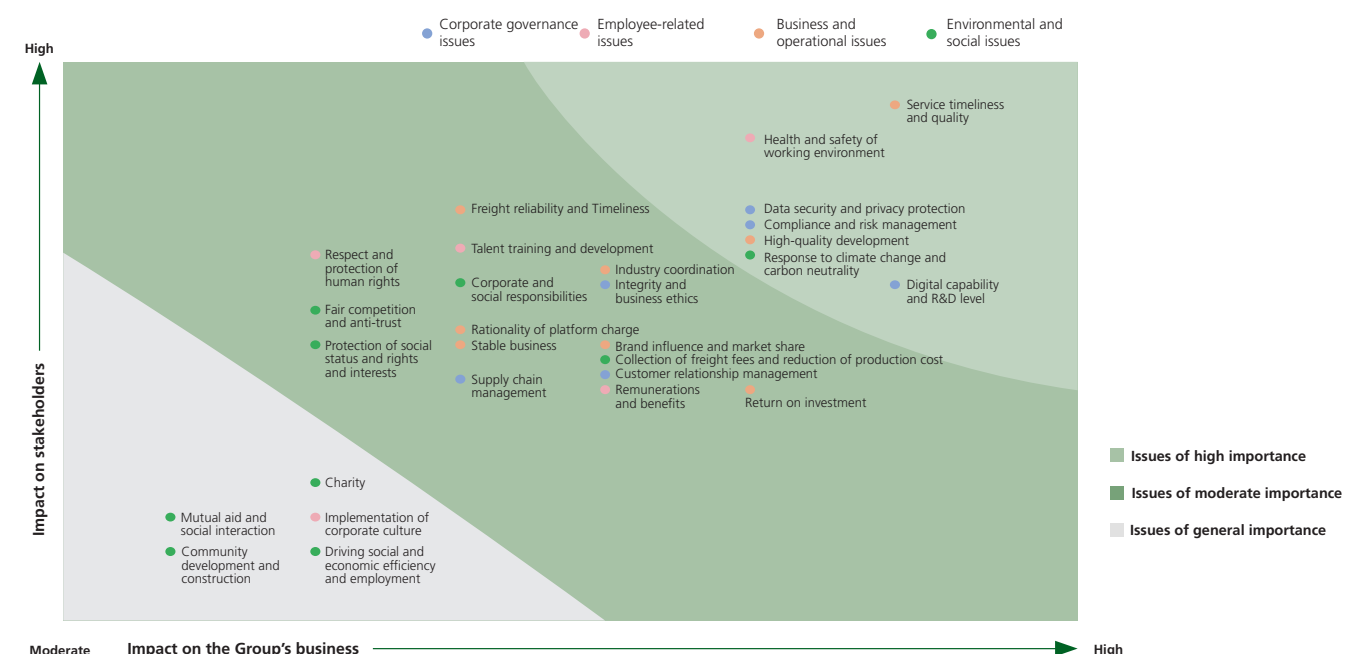 Corporate governance
issues
Employee-related
issues
Business and
operational issues
Environmental and
social issues
High
Service timeliness
and quality
Health and safety of
working environment
Freight reliability and Timeliness
Data security and privacy protection
Compliance and risk management
High-quality development
Response to climate change and
carbon neutrality
Talent training and development
Respect and
protection of
human rights
Industry coordination
Integrity and
business ethics
Corporate and
social responsibilities
Digital capability
and R&D level
Fair competition
and anti-trust
Rationality of platform charge
Stable business
Protection of social
status and rights
and interests
Brand influence and market share
Collection of freight fees and reduction of production cost
Customer relationship management
Remunerations
and benefits
Supply chain
management
Return on investment
Impact on stakeholders
Issues of high importance
Issues of moderate importance
Issues of general importance
Charity
Mutual aid and
social interaction
Implementation of
corporate culture
Community
development and
construction
Driving social and
economic efficiency
and employment
Moderate
Impact on the Group's business
High